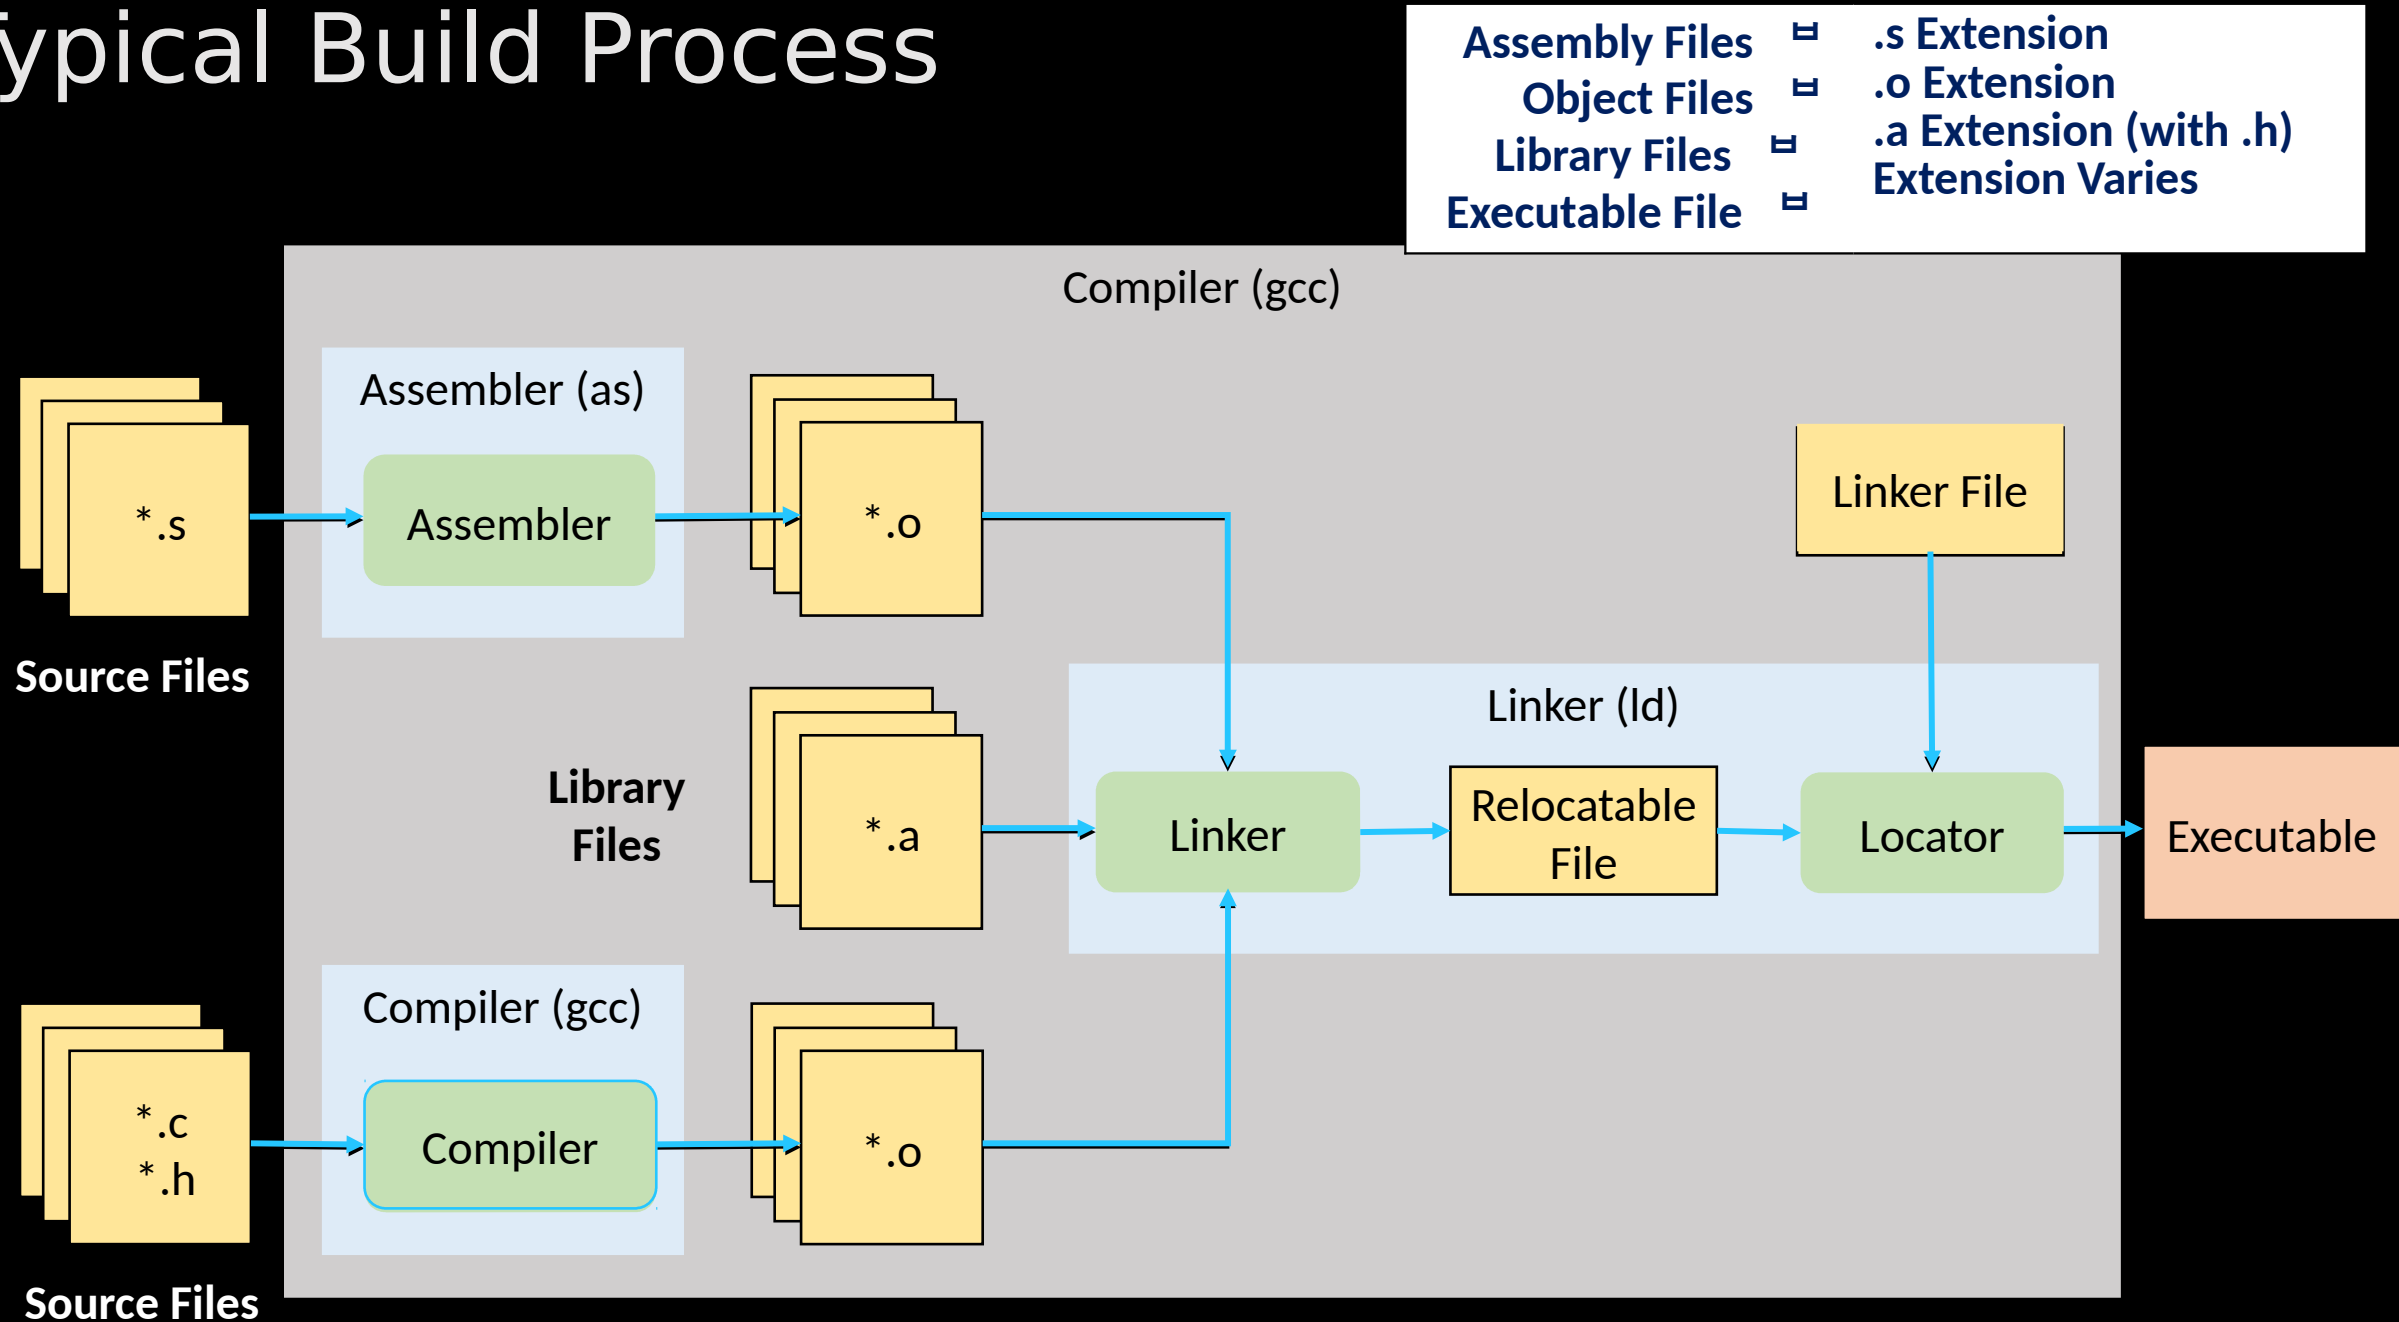 ypical Build Process
Assembly Files
Object Files
Library Files
Executable File
.s Extension
.o Extension
.a Extension (with .h)
Extension Varies
Compiler (gcc)
Assembler (as)
*.s
Assembler
*.o
Linker File
Source Files
Library
Files
*.a
Linker (ld)
Linker
Relocatable
File
Locator
Executable
Compiler (gcc)
*.c
*.h
Compiler
*.o
Source Files